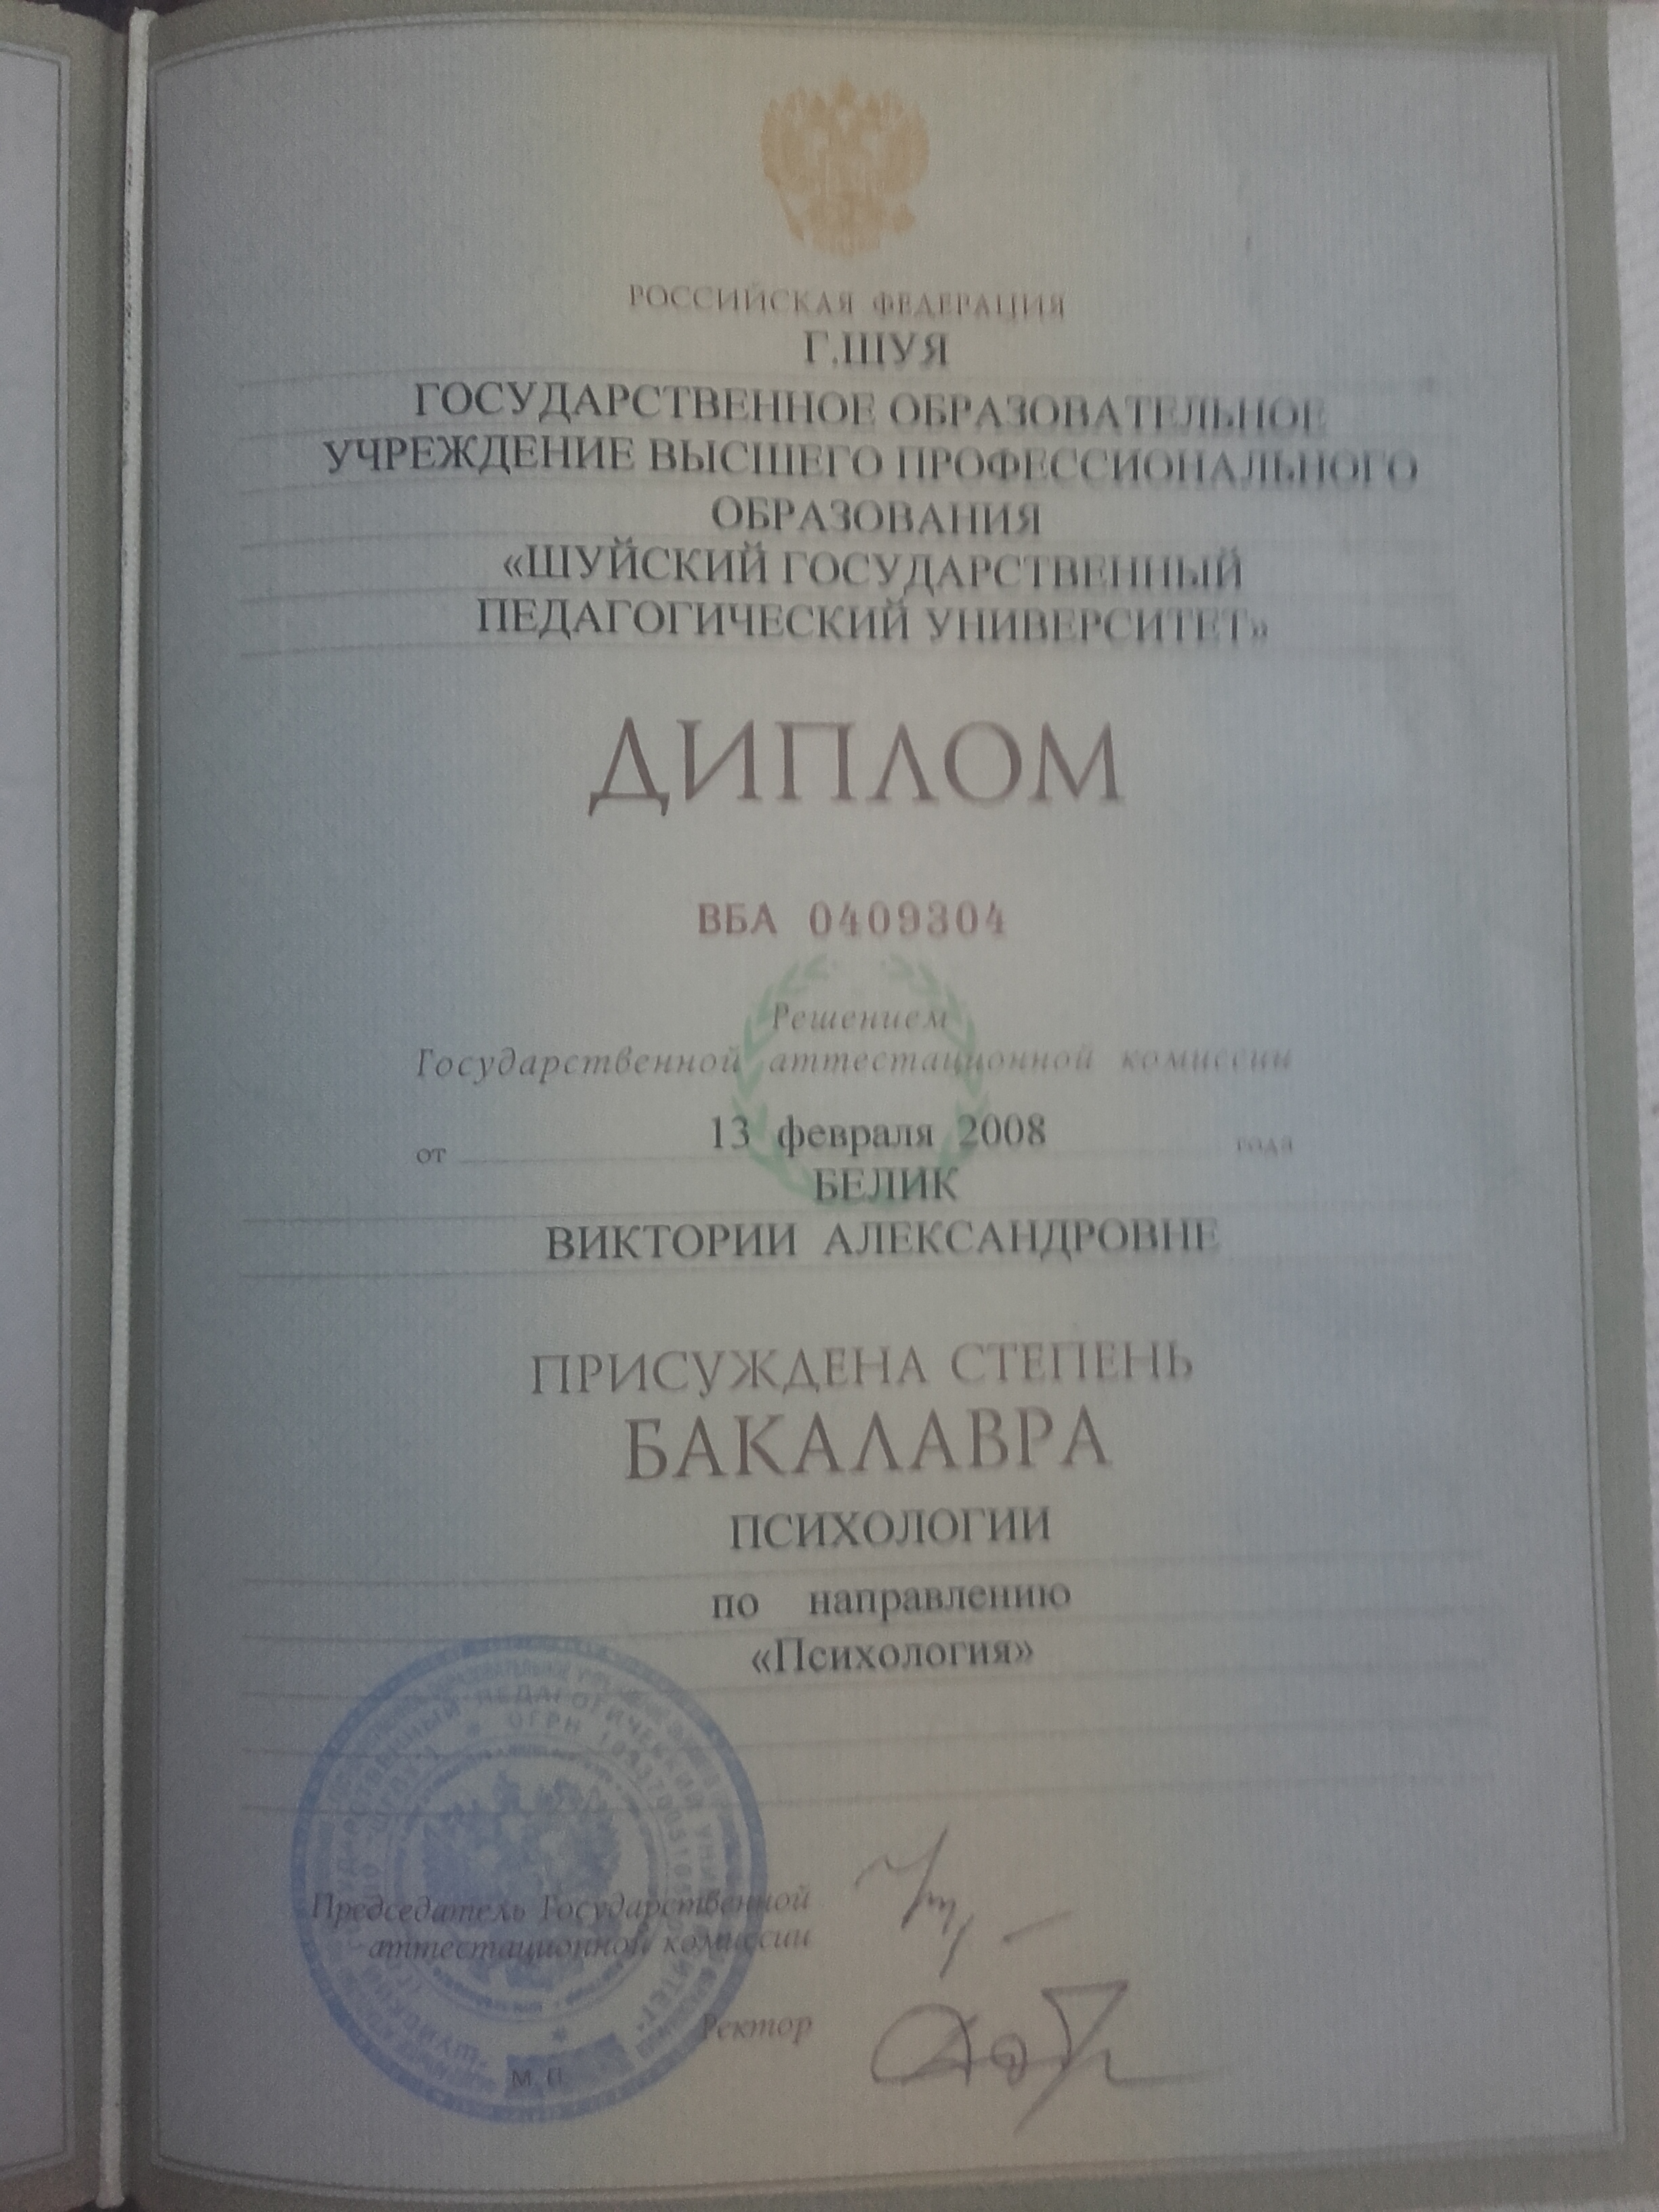 РОССИЙСКАЯ ФЕДЕРАЦИЯ
Г.ШУЯ
ГОСУДАРСТВЕННОЕ ОБРАЗОВАТЕЛЬНОЕ
УЧРЕЖДЕНИЕ ВЫСШЕГО ПРОФЕССИОНАЛЬНОГО
ОБРАЗОВАНИЯ
«ШУЙСКИЙ ГОСУДАРСТВЕННЫЙ
ПЕДАГОГИЧЕСКИЙ УНИВЕРСИТЕТ»
ДИПЛОМ
ВБА 0409304
Решением
Государственной аттестационной комиссии
от 13 февраля 2008 года
БЕЛИК
ВИКТОРИИ АЛЕКСАНДРОВНЕ
ПРИСУЖДЕНА СТЕПЕНЬ
БАКАЛАВРА
ПСИХОЛОГИИ
по направлению
«Психология»
Председатель Государственной
аттестационной комиссии
Ректор
М.П.
ПЕДАГОГИЧЕСКИЙ
ОГРН